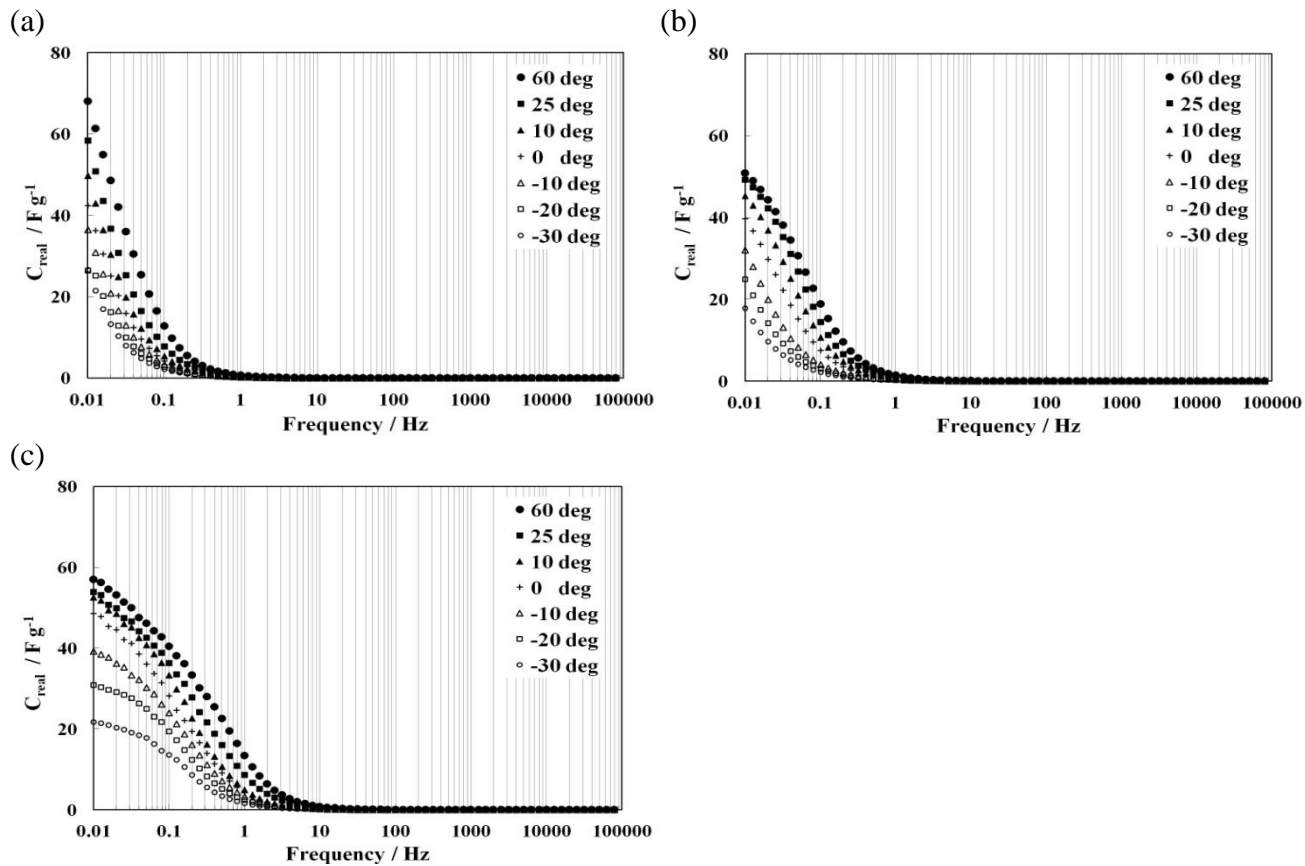 (a)
80
60
40
20
0
C_real / F g⁻¹
60 deg
25 deg
10 deg
0 deg
-10 deg
-20 deg
-30 deg
0.01 0.1 1 10 100 1000 10000 100000
Frequency / Hz
(b)
80
60
40
20
0
C_real / F g⁻¹
60 deg
25 deg
10 deg
0 deg
-10 deg
-20 deg
-30 deg
0.01 0.1 1 10 100 1000 10000 100000
Frequency / Hz
(c)
80
60
40
20
0
C_real / F g⁻¹
60 deg
25 deg
10 deg
0 deg
-10 deg
-20 deg
-30 deg
0.01 0.1 1 10 100 1000 10000 100000
Frequency / Hz